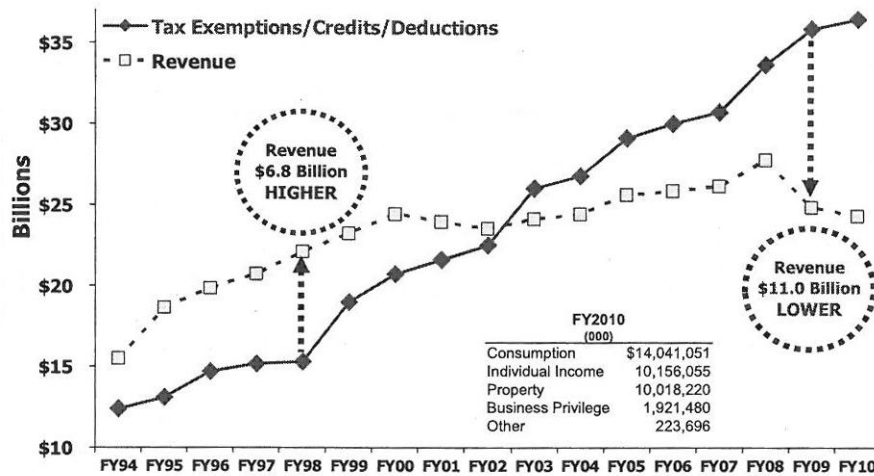 Tax Exemptions/Credits/Deductions
Revenue
$35
$30
$25
$20
$15
$10
Billions
Revenue
$6.8 Billion
HIGHER
Revenue
$11.0 Billion
LOWER
FY2010
(000)
Consumption $14,041,051
Individual Income 10,156,055
Property 10,018,220
Business Privilege 1,921,480
Other 223,696
FY94 FY95 FY96 FY97 FY98 FY99 FY00 FY01 FY02 FY03 FY04 FY05 FY06 FY07 FY08 FY09 FY10